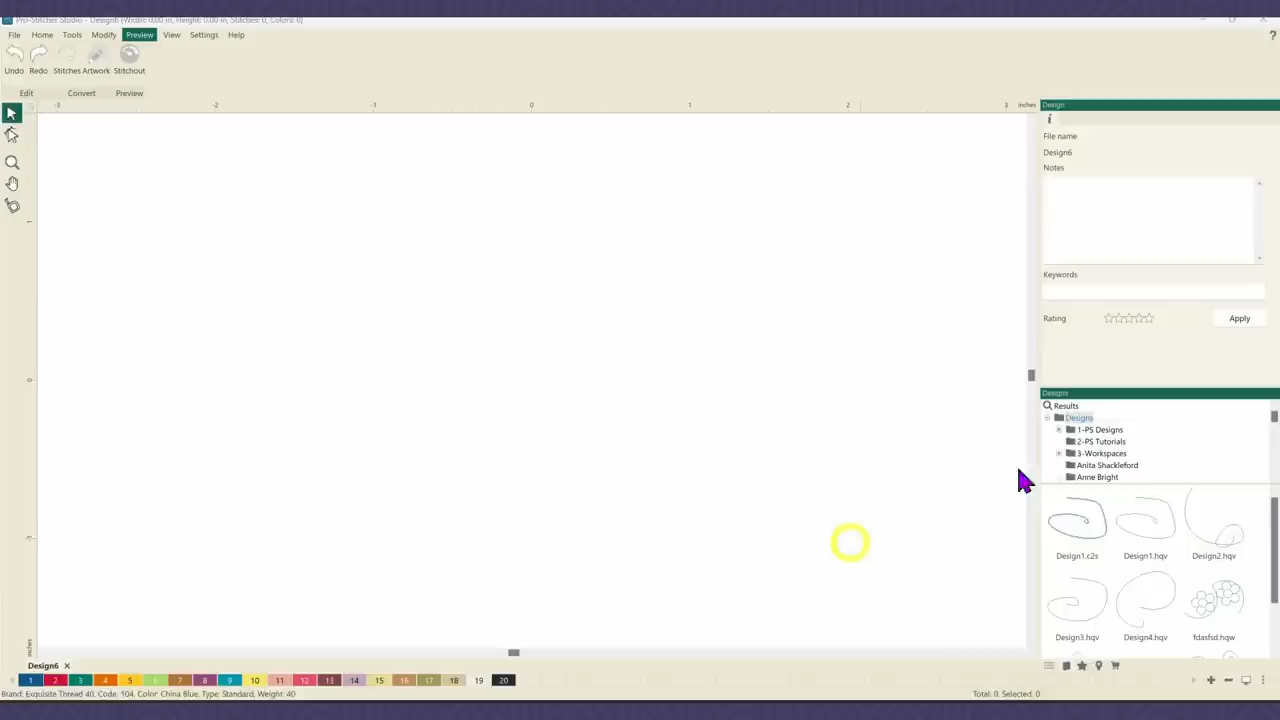 Pro-Stitcher Studio - Design6 (Width: 0.00 in, Height: 0.00 in, Stitches: 0, Colors: 0)
File Home Tools Modify Preview View Settings Help
?
Undo Redo Stitches Artwork Stitchout
Edit Convert Preview
-3 -2 -1 0 1 2 3 inches
1
0
-1
inches
Design
i
File name
Design6
Notes
Keywords
Rating
Apply
Designs
Results
Designs
1-PS Designs
2-PS Tutorials
3-Workspaces
Anita Shackleford
Anne Bright
Design1.c2s Design1.hqv Design2.hqv
Design3.hqv Design4.hqv fdasfsd.hqw
Design6
1 2 3 4 5 6 7 8 9 10 11 12 13 14 15 16 17 18 19 20
Brand: Exquisite Thread 40, Code: 104, Color: China Blue, Type: Standard, Weight: 40
Total: 0, Selected: 0